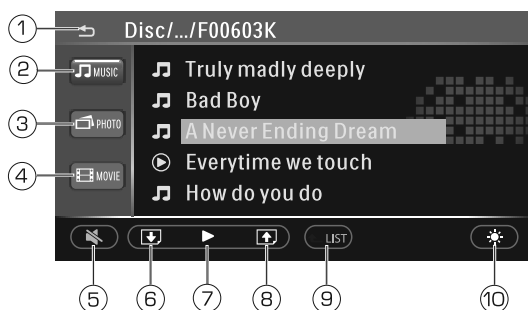 ① Disc/.../F00603K
② MUSIC
Truly madly deeply
Bad Boy
③ PHOTO
A Never Ending Dream
④ MOVIE
Everytime we touch
How do you do
LIST
⑤ ⑥ ⑦ ⑧ ⑨ ⑩